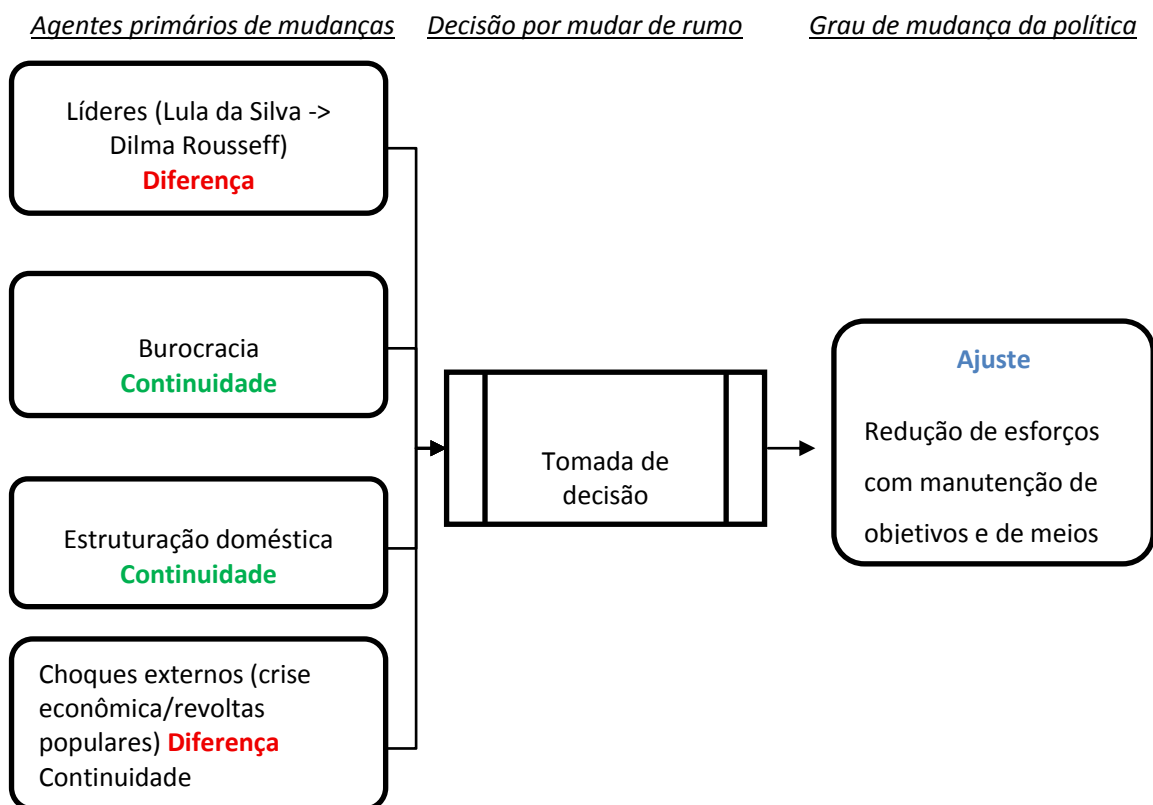 Agentes primários de mudanças
Decisão por mudar de rumo
Grau de mudança da política
Líderes (Lula da Silva ->
Dilma Rousseff)
Diferença
Burocracia
Continuidade
Estruturação doméstica
Continuidade
Choques externos (crise
econômica/revoltas
populares) Diferença
Continuidade
Tomada de
decisão
Ajuste
Redução de esforços
com manutenção de
objetivos e de meios